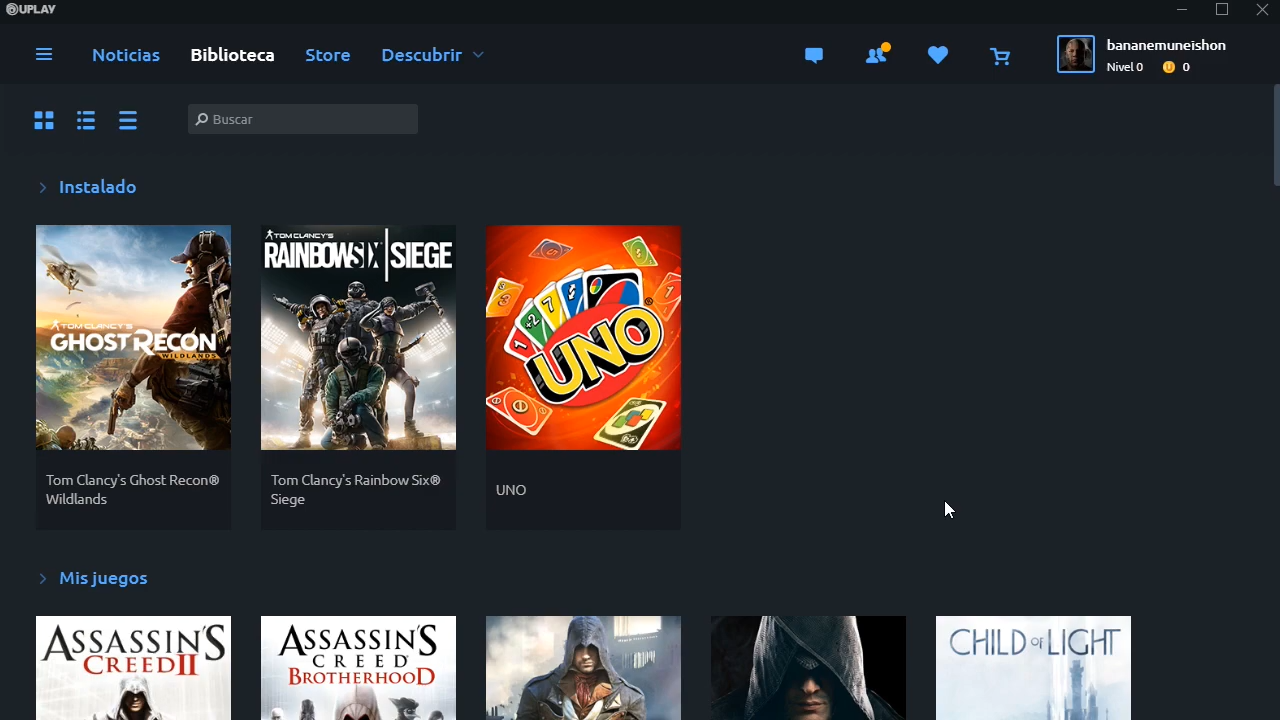 UPLAY
Noticias Biblioteca Store Descubrir
bananemuneishon
Nivel 0 0
Buscar
Instalado
TOM CLANCY'S
GHOST RECON
WILDLANDS
TOM CLANCY'S
RAINBOW SIX | SIEGE
UNO®
Tom Clancy's Ghost Recon®
Wildlands
Tom Clancy's Rainbow Six®
Siege
UNO
Mis juegos
ASSASSIN'S
CREED II
ASSASSIN'S
CREED
BROTHERHOOD
CHILD OF LIGHT